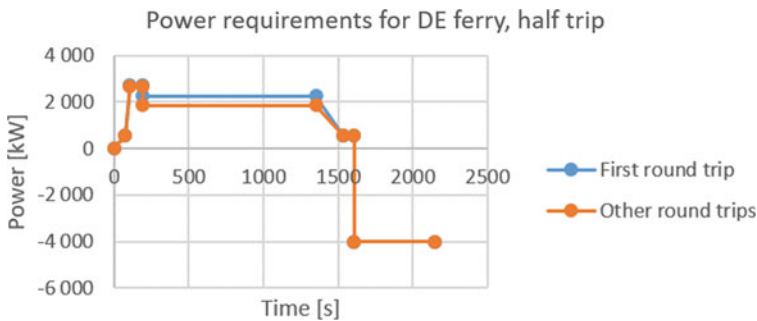 Power requirements for DE ferry, half trip
4 000
2 000
0
-2 000
-4 000
-6 000
0 500 1000 1500 2000 2500
Power [kW]
Time [s]
First round trip
Other round trips